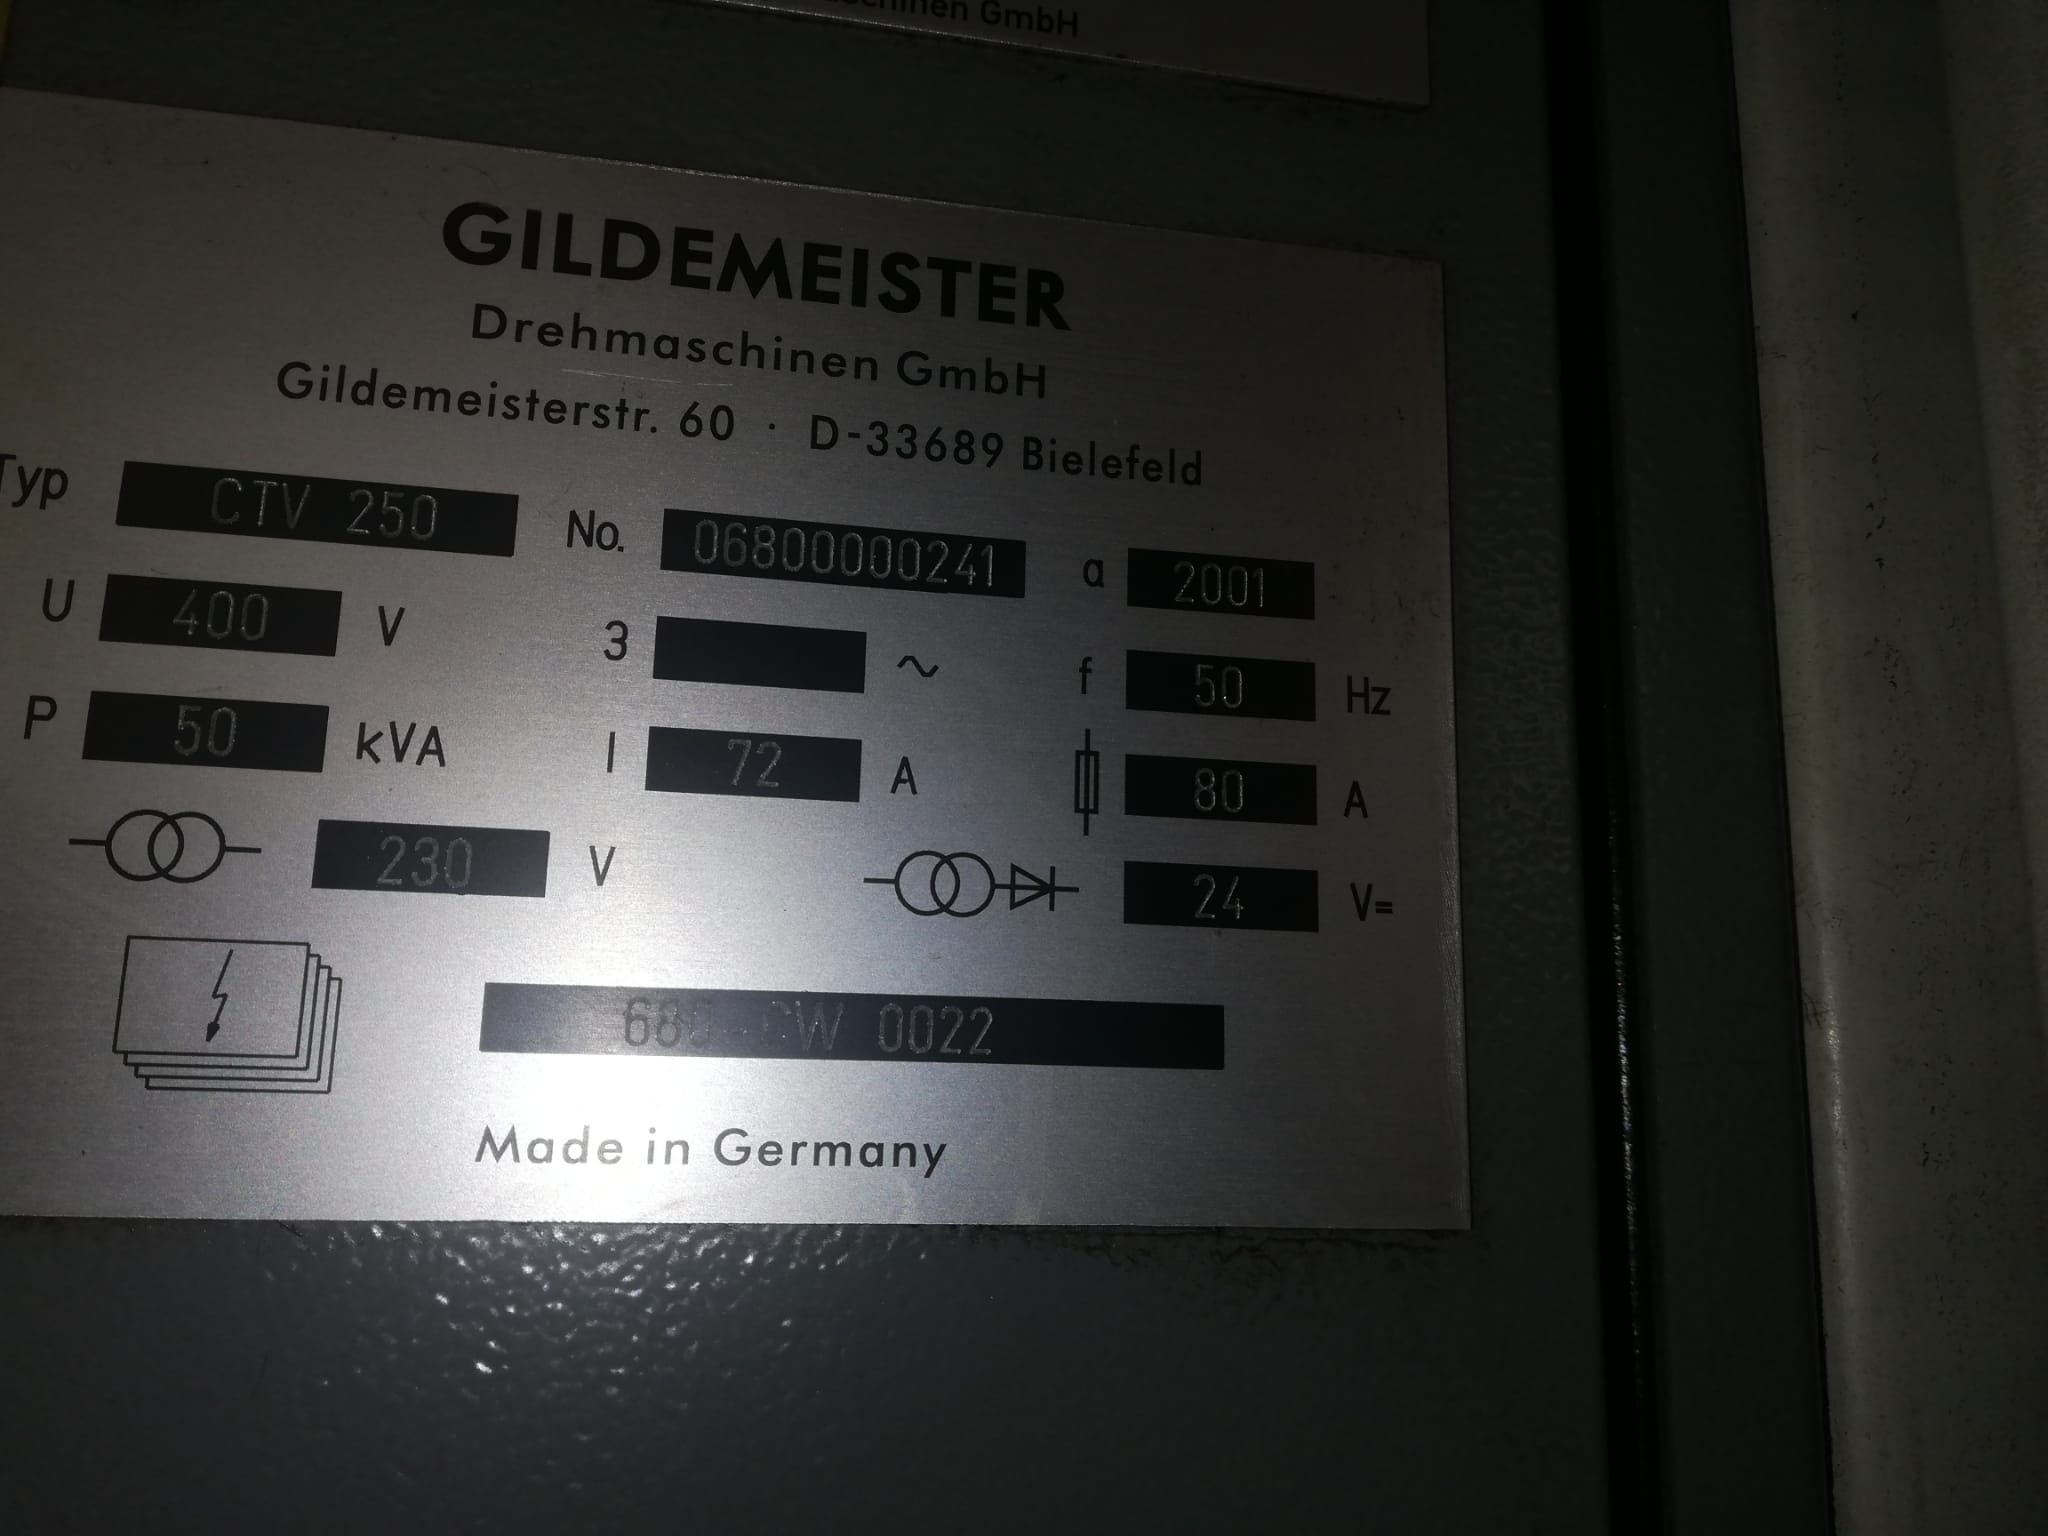 GmbH
GILDEMEISTER
Drehmaschinen GmbH
Gildemeisterstr. 60 · D-33689 Bielefeld
Typ CTV 250 No. 06800000241 a 2001
U 400 V 3 ~ f 50 Hz
P 50 kVA I 72 A 80 A
230 V 24 V=
0022
Made in Germany